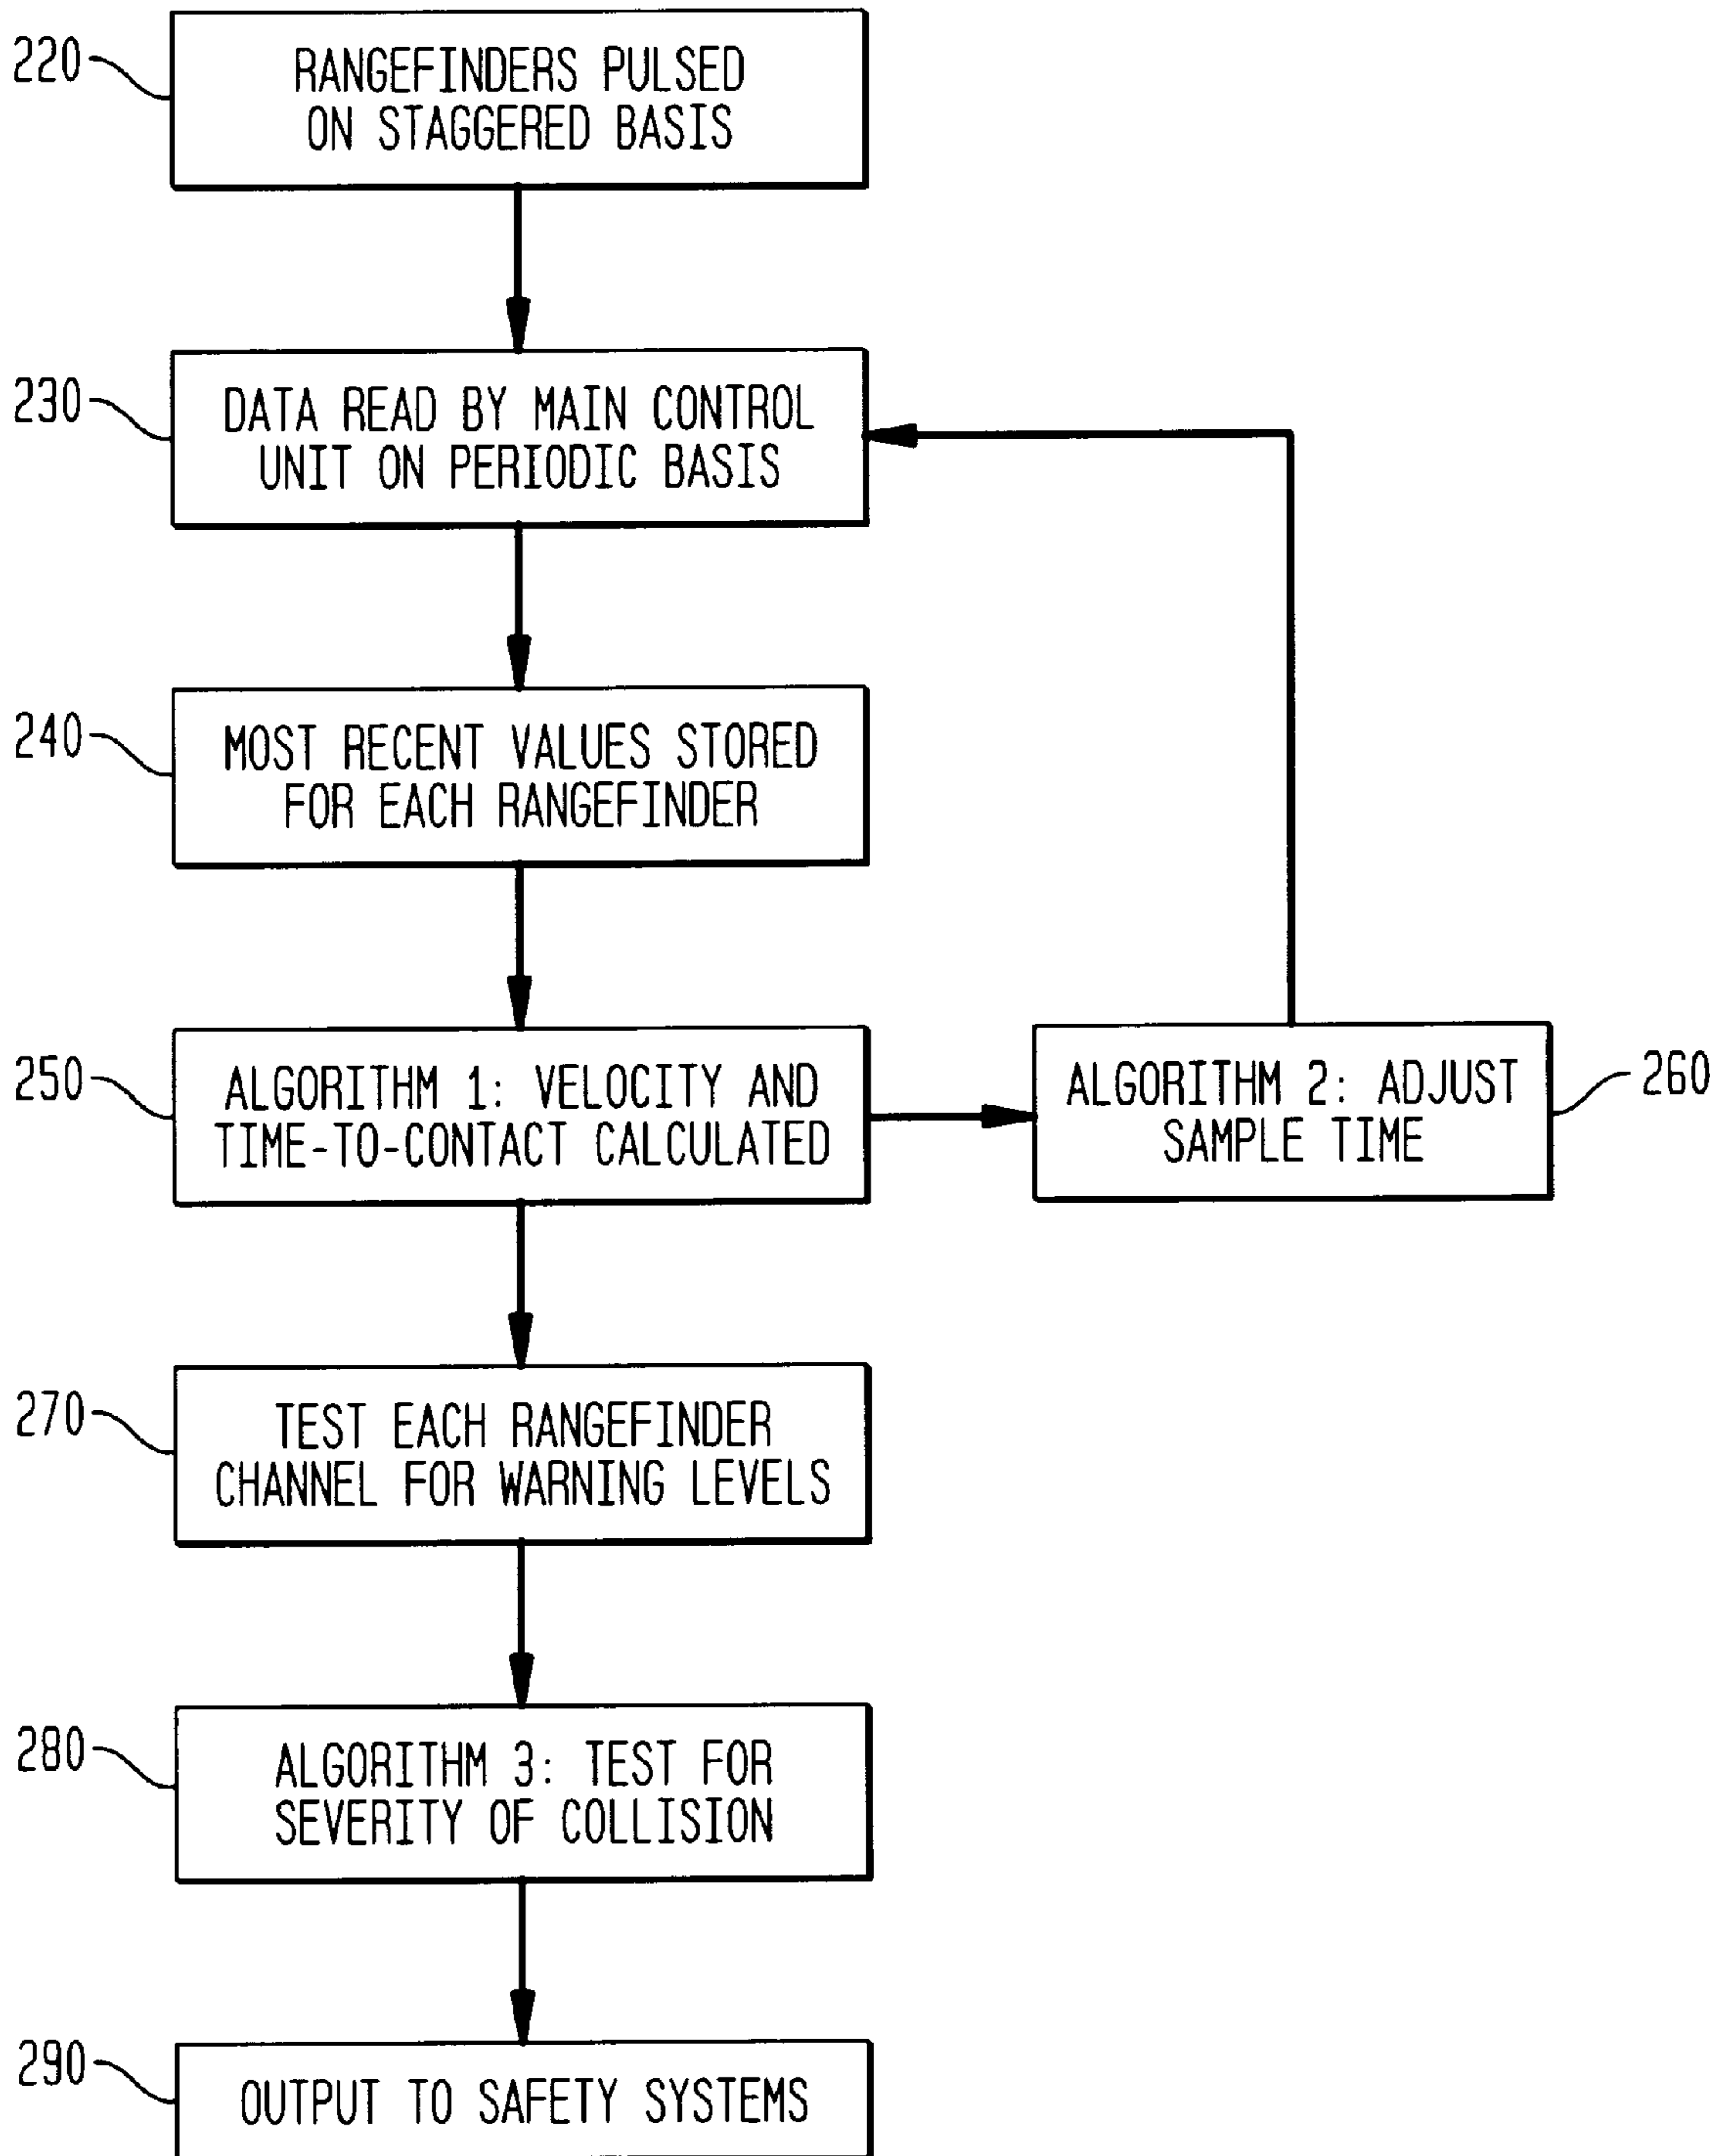 220
RANGEFINDERS PULSED
ON STAGGERED BASIS
230
DATA READ BY MAIN CONTROL
UNIT ON PERIODIC BASIS
240
MOST RECENT VALUES STORED
FOR EACH RANGEFINDER
250
ALGORITHM 1: VELOCITY AND
TIME-TO-CONTACT CALCULATED
ALGORITHM 2: ADJUST
SAMPLE TIME
260
270
TEST EACH RANGEFINDER
CHANNEL FOR WARNING LEVELS
280
ALGORITHM 3: TEST FOR
SEVERITY OF COLLISION
290
OUTPUT TO SAFETY SYSTEMS